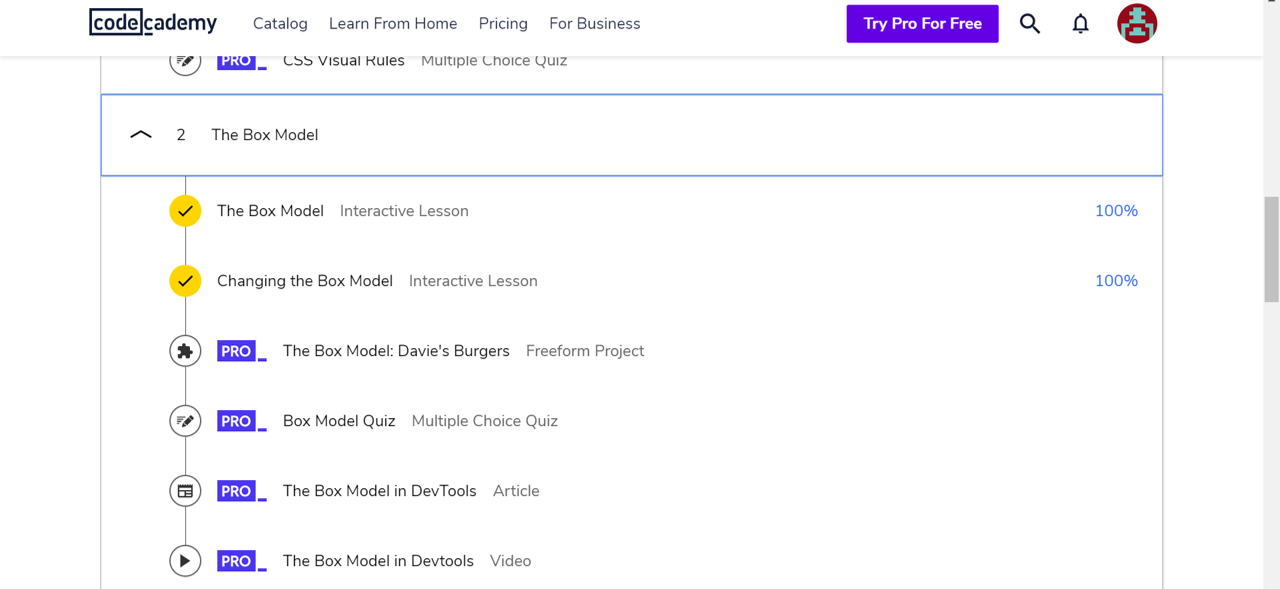 codecademy Catalog Learn From Home Pricing For Business Try Pro For Free
PRO CSS Visual Rules Multiple Choice Quiz
2 The Box Model
The Box Model Interactive Lesson 100%
Changing the Box Model Interactive Lesson 100%
PRO The Box Model: Davie's Burgers Freeform Project
PRO Box Model Quiz Multiple Choice Quiz
PRO The Box Model in DevTools Article
PRO The Box Model in Devtools Video